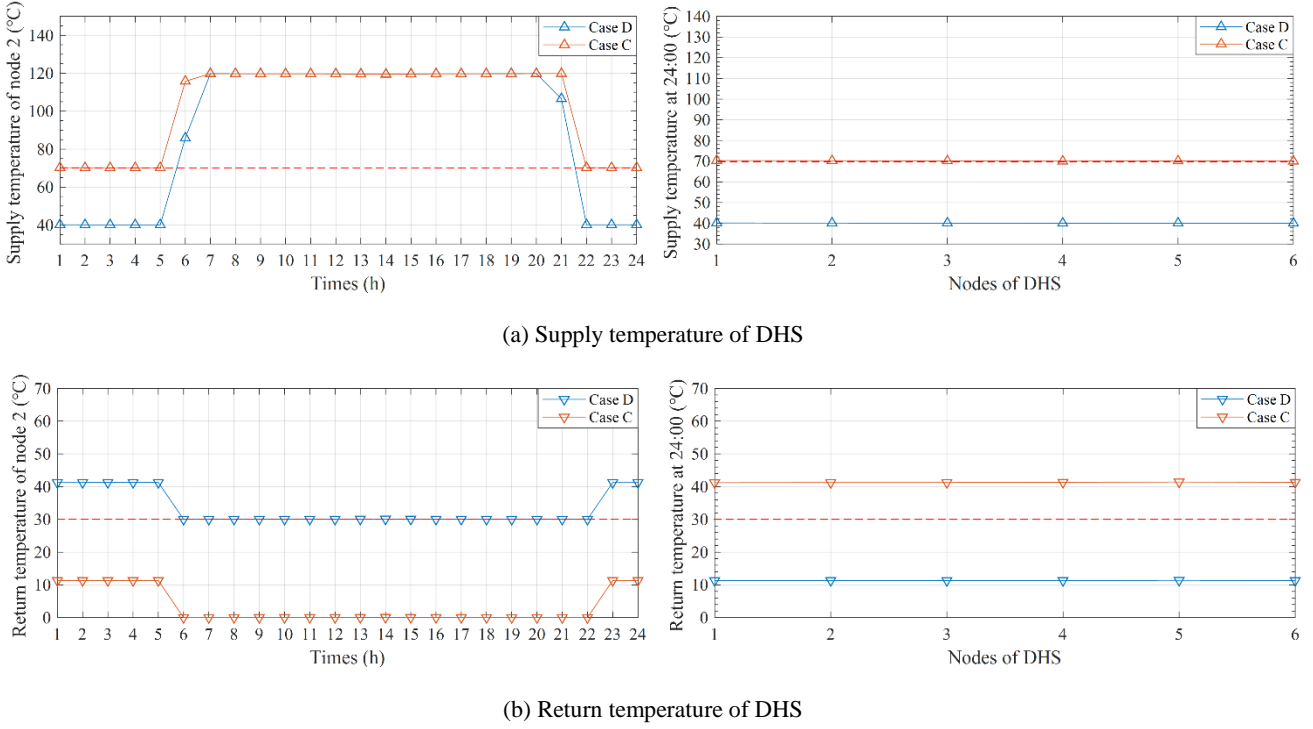 Supply temperature of node 2 (℃)
140
120
100
80
60
40
Case D
Case C
1 2 3 4 5 6 7 8 9 10 11 12 13 14 15 16 17 18 19 20 21 22 23 24
Times (h)
Supply temperature at 24:00 (℃)
140
130
120
110
100
90
80
70
60
50
40
30
Case D
Case C
1 2 3 4 5 6
Nodes of DHS
(a) Supply temperature of DHS
Return temperature of node 2 (℃)
70
60
50
40
30
20
10
0
Case D
Case C
1 2 3 4 5 6 7 8 9 10 11 12 13 14 15 16 17 18 19 20 21 22 23 24
Times (h)
Return temperature at 24:00 (℃)
70
60
50
40
30
20
10
0
Case D
Case C
1 2 3 4 5 6
Nodes of DHS
(b) Return temperature of DHS